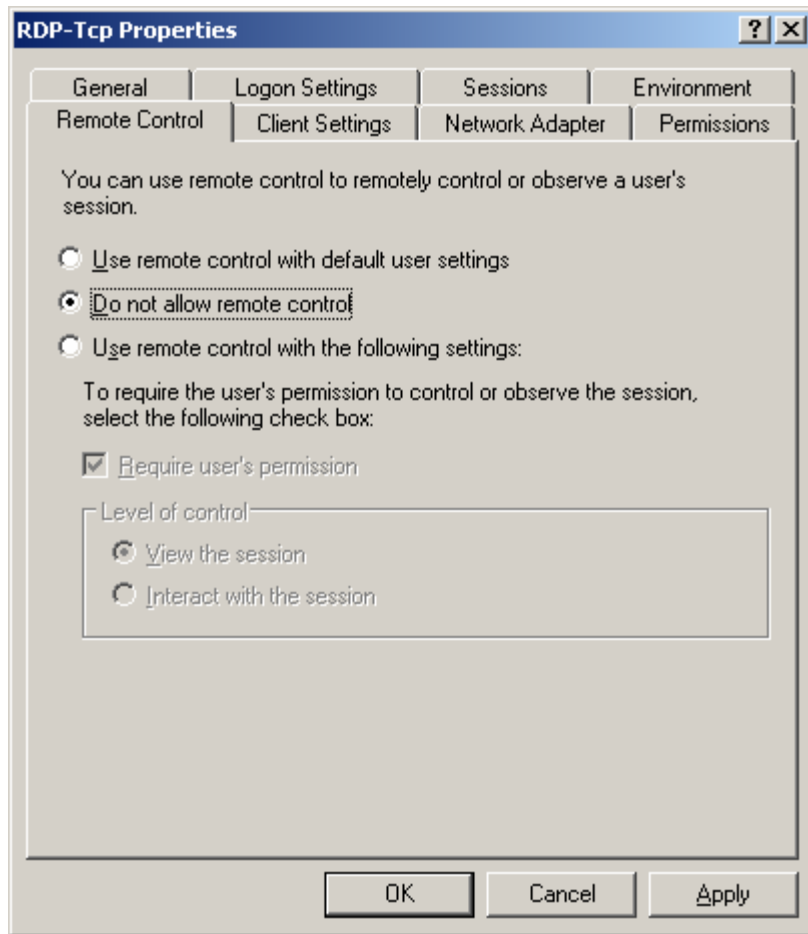 RDP-Tcp Properties
General Logon Settings Sessions Environment
Remote Control Client Settings Network Adapter Permissions
You can use remote control to remotely control or observe a user's
session.
Use remote control with default user settings
Do not allow remote control
Use remote control with the following settings:
To require the user's permission to control or observe the session,
select the following check box:
Require user's permission
Level of control
View the session
Interact with the session
OK Cancel Apply